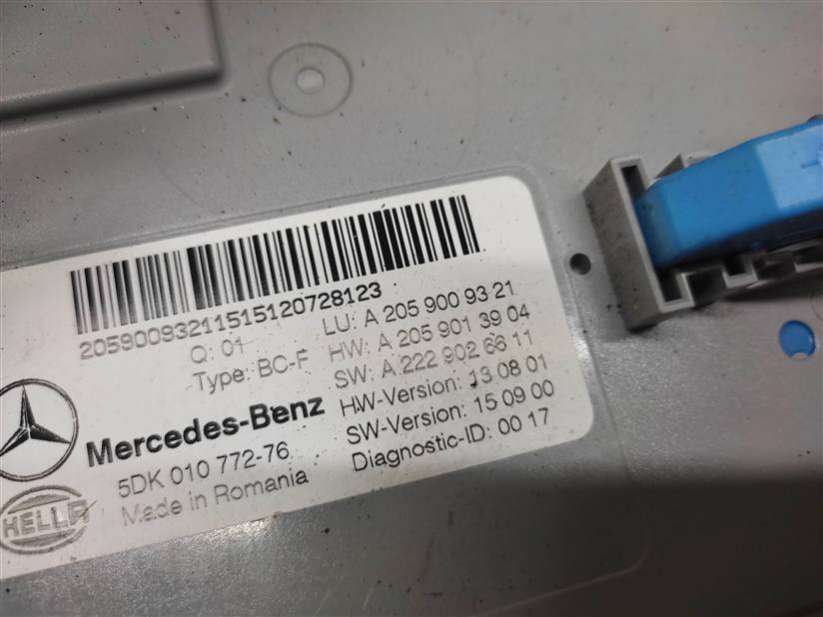 20590093211515120728123
Q: 01
Type: BC-F
LU: A 205 900 93 21
HW: A 205 901 39 04
SW: A 222 902 66 11
HW-Version: 13 08 01
SW-Version: 15 09 00
Diagnostic-ID: 00 17
Mercedes-Benz
5DK 010 772-76
Made in Romania
HELLA